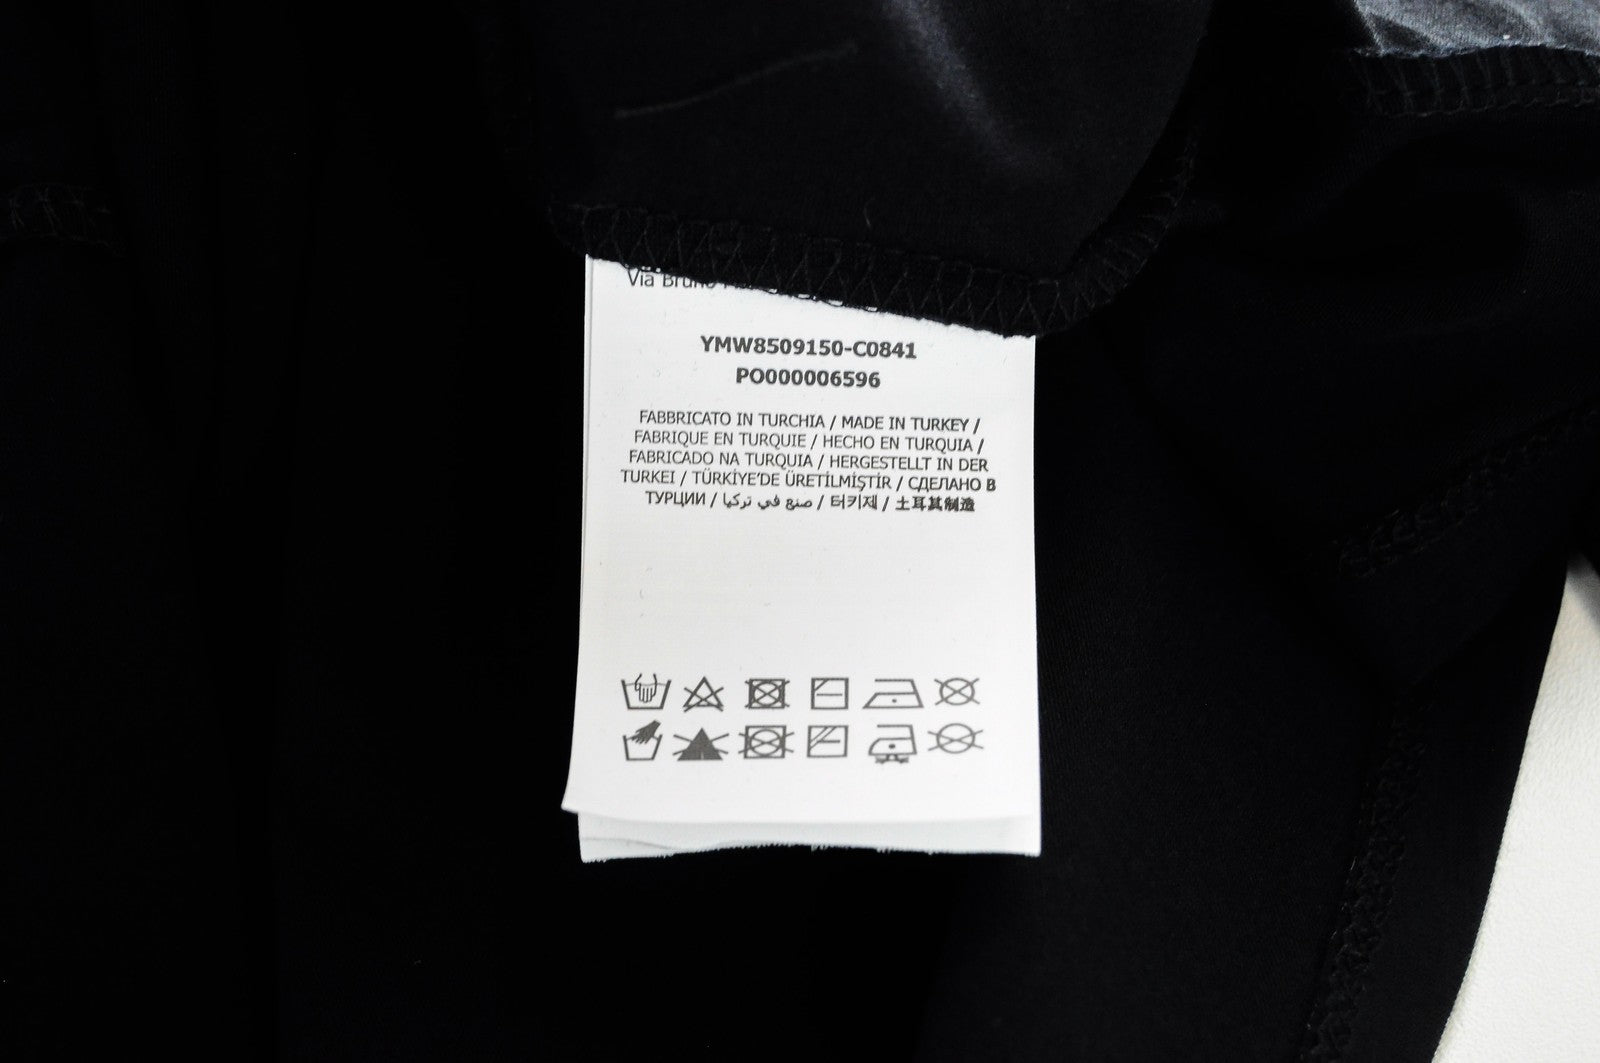 Via Bruno
YMW8509150-C0841
PO000006596
FABBRICATO IN TURCHIA / MADE IN TURKEY /
FABRIQUE EN TURQUIE / HECHO EN TURQUIA /
FABRICADO NA TURQUIA / HERGESTELLT IN DER
TURKEI / TÜRKİYE'DE ÜRETİLMİŞTİR / СДЕЛАНО В
ТУРЦИИ / صنع في تركيا / 터키제 / 土耳其制造